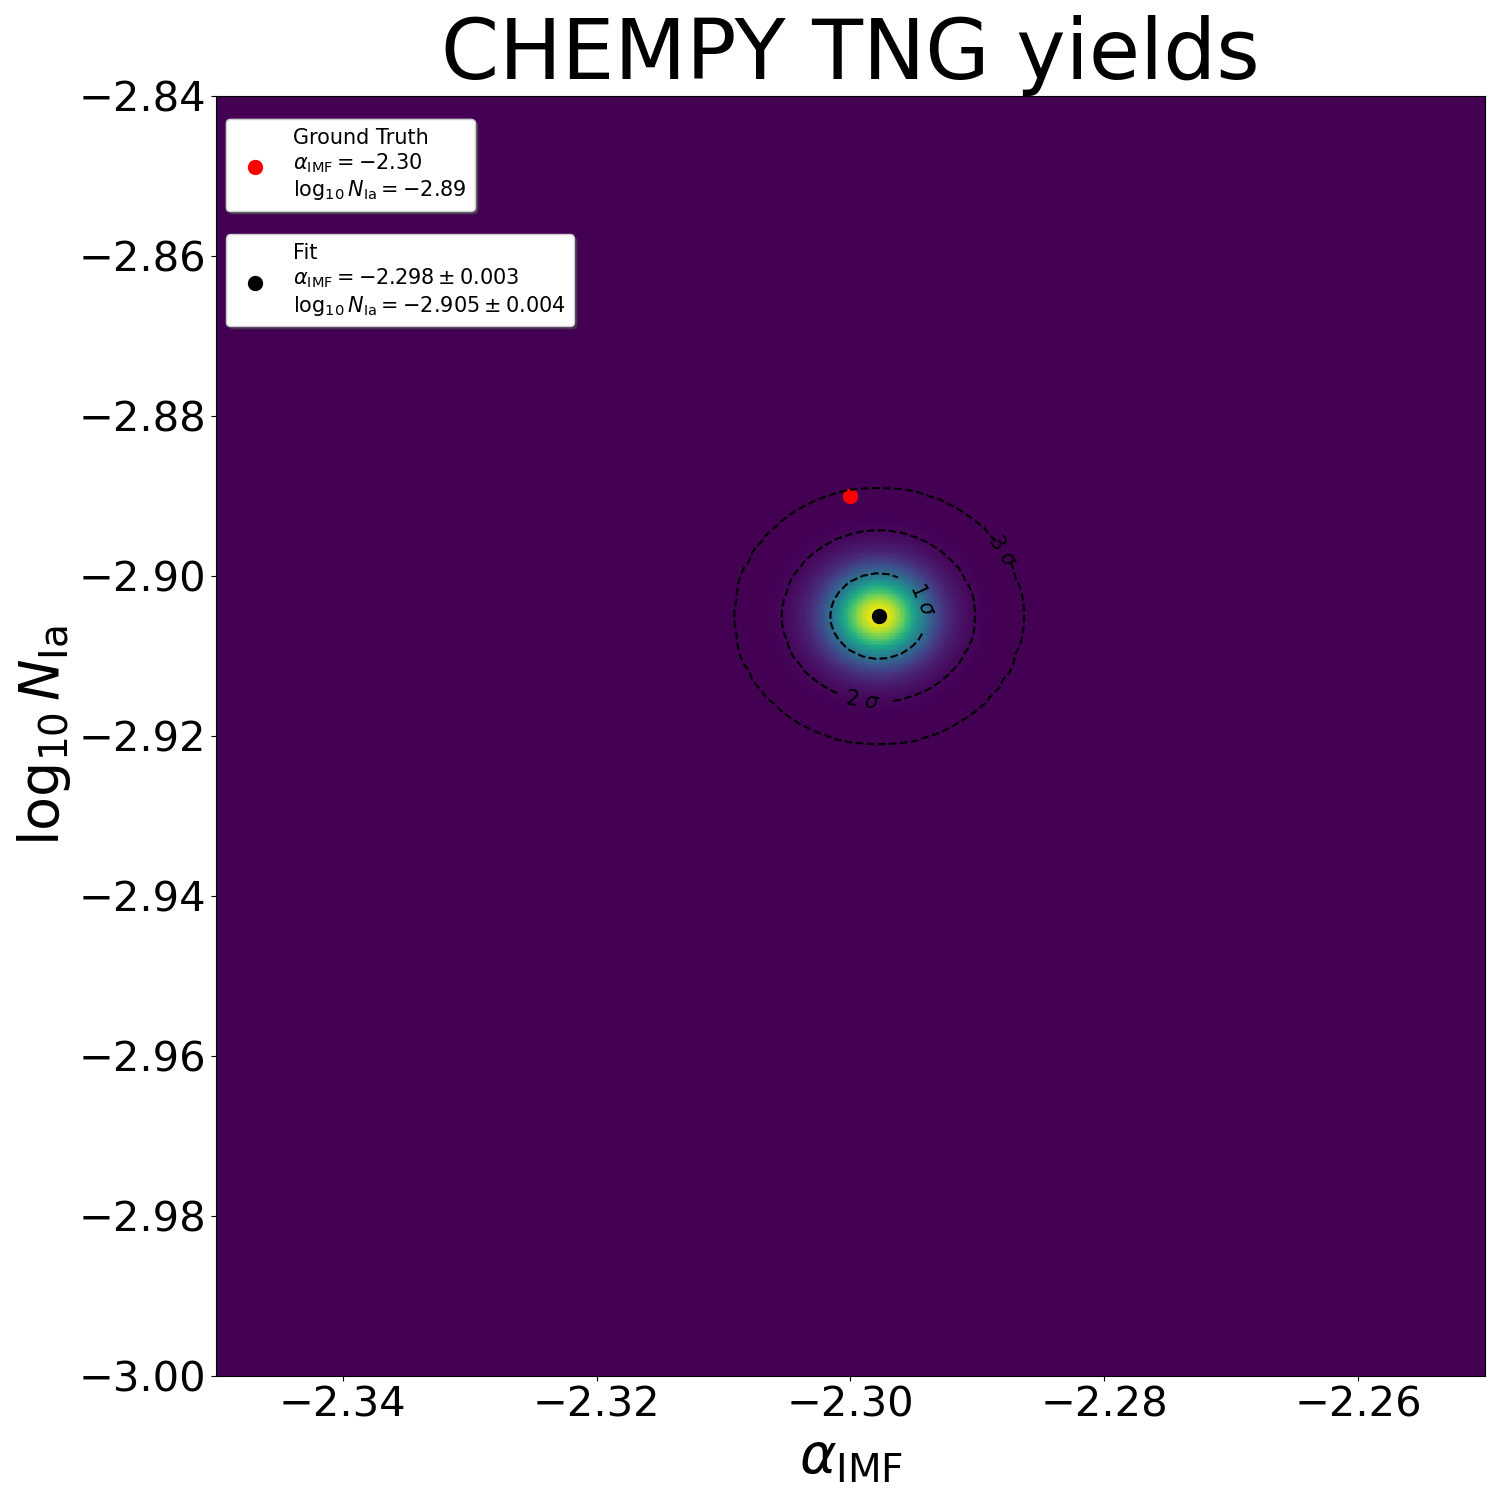 CHEMPY TNG yields
−2.84
−2.86
−2.88
−2.90
−2.92
−2.94
−2.96
−2.98
−3.00
log₁₀ N_Ia
Ground Truth
α_IMF = −2.30
log₁₀ N_Ia = −2.89
Fit
α_IMF = −2.298 ± 0.003
log₁₀ N_Ia = −2.905 ± 0.004
3 σ
1 σ
2 σ
−2.34 −2.32 −2.30 −2.28 −2.26
α_IMF